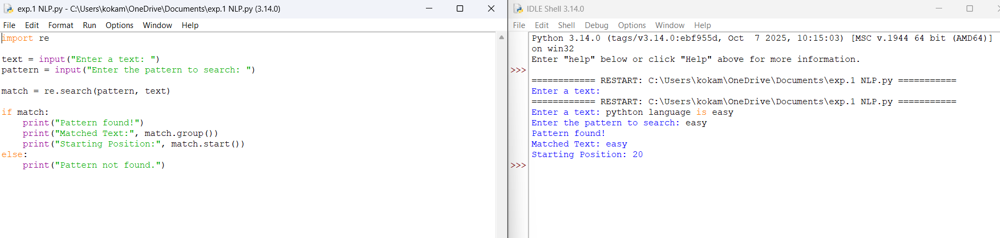 exp.1 NLP.py - C:\Users\kokam\OneDrive\Documents\exp.1 NLP.py (3.14.0)
File Edit Format Run Options Window Help
import re

text = input("Enter a text: ")
pattern = input("Enter the pattern to search: ")

match = re.search(pattern, text)

if match:
    print("Pattern found!")
    print("Matched Text:", match.group())
    print("Starting Position:", match.start())
else:
    print("Pattern not found.")

IDLE Shell 3.14.0
File Edit Shell Debug Options Window Help
Python 3.14.0 (tags/v3.14.0:ebf955d, Oct  7 2025, 10:15:03) [MSC v.1944 64 bit (AMD64)]
on win32
Enter "help" below or click "Help" above for more information.
>>>
============ RESTART: C:\Users\kokam\OneDrive\Documents\exp.1 NLP.py ===========
Enter a text:
============ RESTART: C:\Users\kokam\OneDrive\Documents\exp.1 NLP.py ===========
Enter a text: pythton language is easy
Enter the pattern to search: easy
Pattern found!
Matched Text: easy
Starting Position: 20
>>>